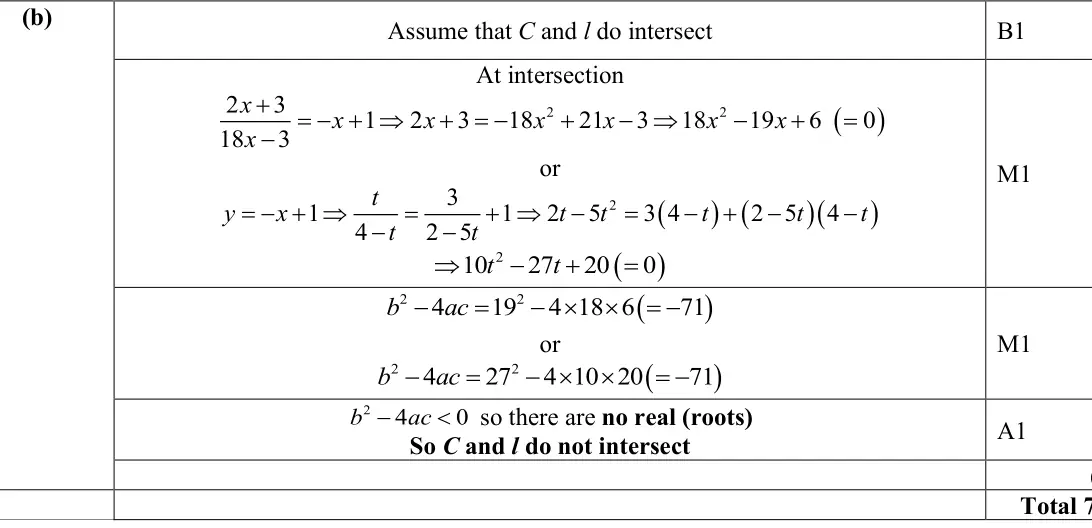 (b)
Assume that C and l do intersect
B1
At intersection
(2x + 3)/(18x − 3) = −x + 1 ⇒ 2x + 3 = −18x² + 21x − 3 ⇒ 18x² − 19x + 6 (= 0)
or
y = −x + 1 ⇒ t/(4 − t) = 3/(2 − 5t) + 1 ⇒ 2t − 5t² = 3(4 − t) + (2 − 5t)(4 − t)
⇒ 10t² − 27t + 20 (= 0)
M1
b² − 4ac = 19² − 4×18×6 (= −71)
or
b² − 4ac = 27² − 4×10×20 (= −71)
M1
b² − 4ac < 0 so there are no real (roots)
So C and l do not intersect
A1
(
Total 7